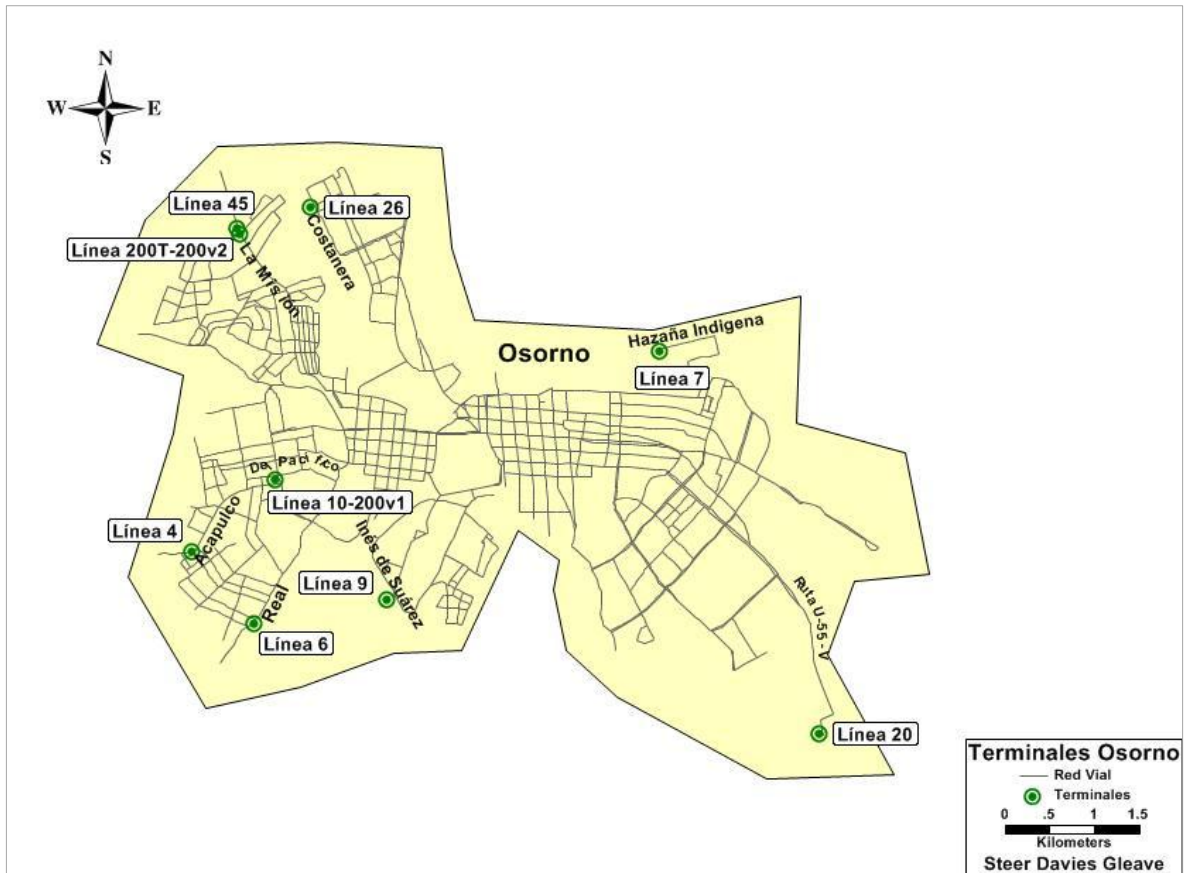 N
W E
S
Línea 45
Línea 26
Línea 200T-200v2
Costanera
La Misión
Hazaña Indigena
Osorno
Línea 7
Del Pacifico
Línea 10-200v1
Acapulco
Línea 4
Inés de Suárez
Línea 9
Real
Línea 6
Ruta U-55-V
Línea 20
Terminales Osorno
Red Vial
Terminales
0 .5 1 1.5
Kilometers
Steer Davies Gleave